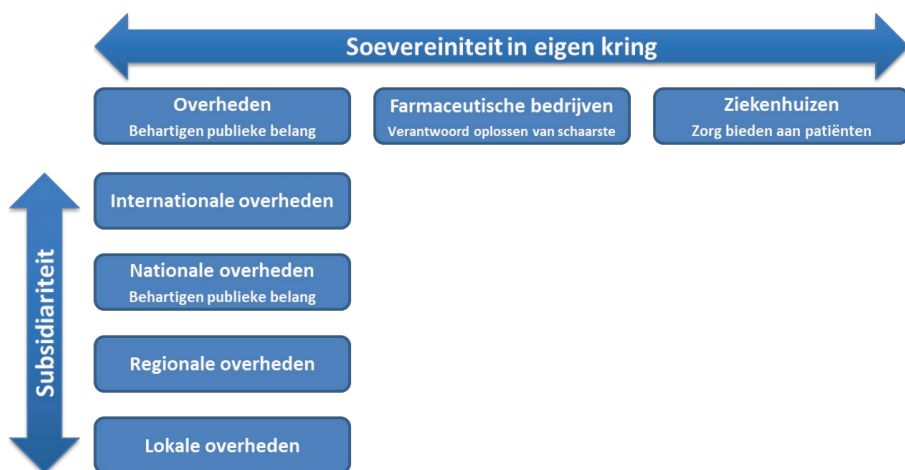 Soevereiniteit in eigen kring
Overheden
Behartigen publieke belang
Farmaceutische bedrijven
Verantwoord oplossen van schaarste
Ziekenhuizen
Zorg bieden aan patiënten
Subsidiariteit
Internationale overheden
Nationale overheden
Behartigen publieke belang
Regionale overheden
Lokale overheden